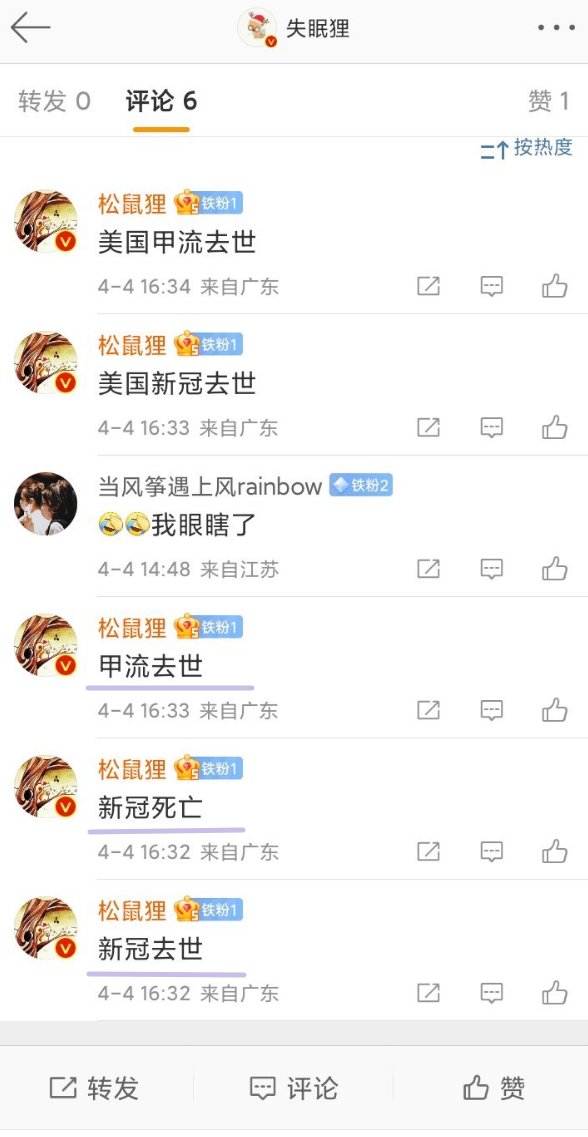 失眠狸
转发 0 评论 6 赞 1
按热度
松鼠狸 5 铁粉1
美国甲流去世
4-4 16:34 来自广东
松鼠狸 5 铁粉1
美国新冠去世
4-4 16:33 来自广东
当风筝遇上风rainbow 铁粉2
🤣🤣我眼瞎了
4-4 14:48 来自江苏
松鼠狸 5 铁粉1
甲流去世
4-4 16:33 来自广东
松鼠狸 5 铁粉1
新冠死亡
4-4 16:32 来自广东
松鼠狸 5 铁粉1
新冠去世
4-4 16:32 来自广东
转发 评论 赞